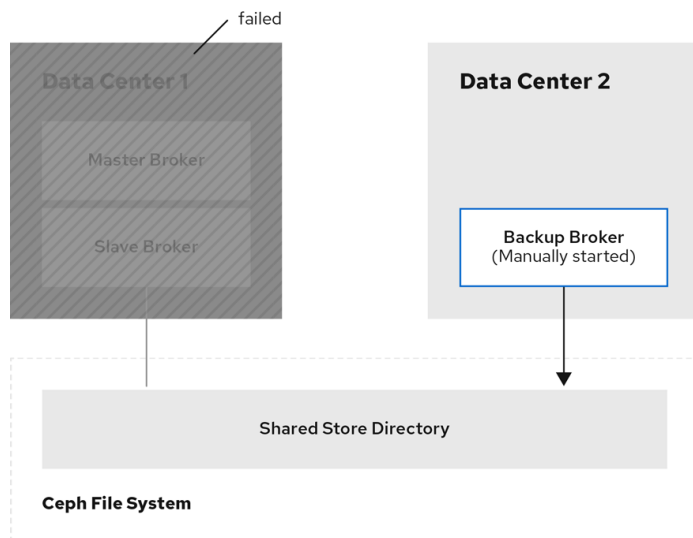 failed
Data Center 1
Master Broker
Slave Broker
Data Center 2
Backup Broker
(Manually started)
Shared Store Directory
Ceph File System